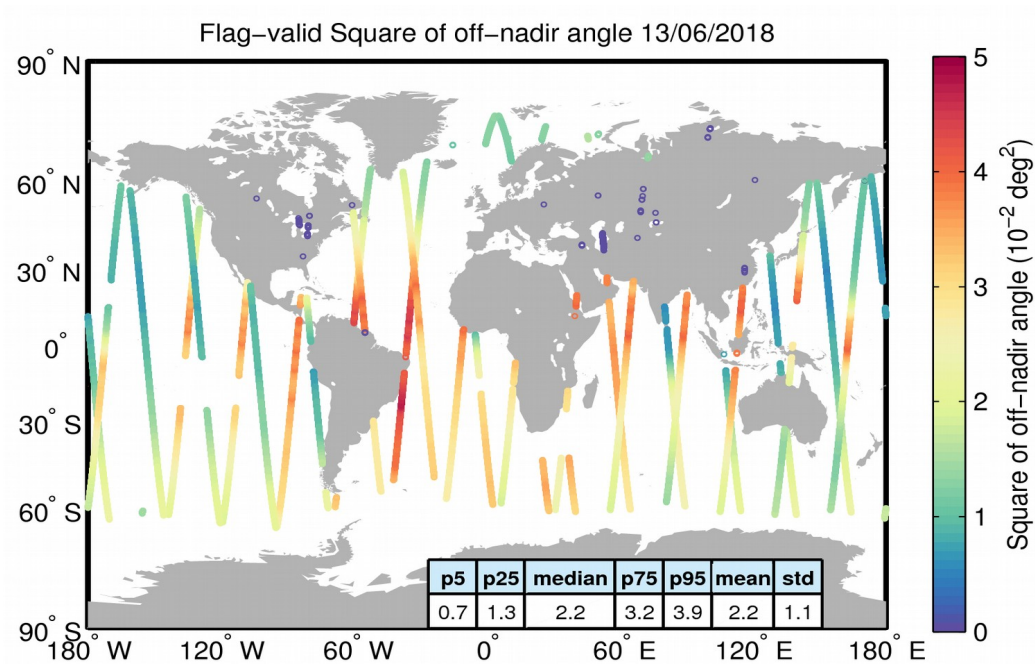 Flag−valid Square of off−nadir angle 13/06/2018
90° N
60° N
30° N
0°
30° S
60° S
90° S
180° W
120° W
60° W
0°
60° E
120° E
180° E
5
4
3
2
1
0
Square of off−nadir angle (10⁻² deg²)
p5 p25 median p75 p95 mean std
0.7 1.3 2.2 3.2 3.9 2.2 1.1